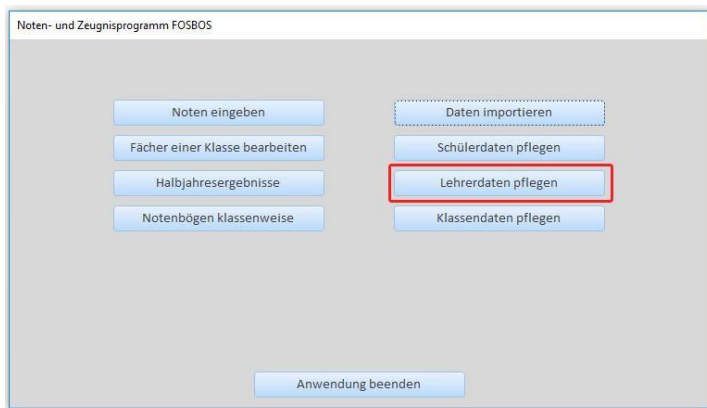 Noten- und Zeugnisprogramm FOSBOS
Noten eingeben
Daten importieren
Fächer einer Klasse bearbeiten
Schülerdaten pflegen
Halbjahresergebnisse
Lehrerdaten pflegen
Notenbögen klassenweise
Klassendaten pflegen
Anwendung beenden